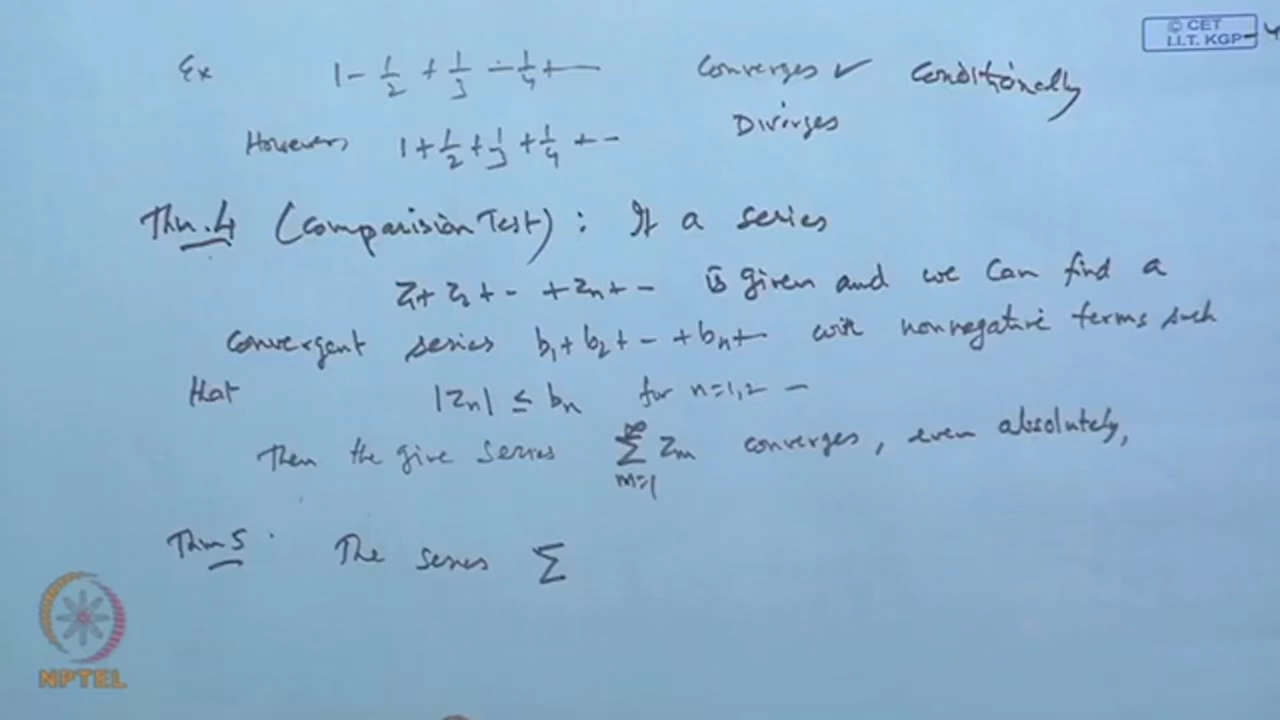 © CET
I.I.T. KGP
Ex 1 - 1/2 + 1/3 - 1/4 + — Converges ✓ Conditionally
However 1 + 1/2 + 1/3 + 1/4 + - Diverges
Thm.4 (Comparision Test) : If a series
z₁ + z₂ + - + zₙ + - is given and we can find a
convergent series b₁ + b₂ + - + bₙ + — with nonnegative terms such
that |zₙ| ≤ bₙ for n=1,2 —
Then the give series ∑_{m=1}^{∞} zₘ converges, even absolutely,
Thm 5 . The series ∑
NPTEL